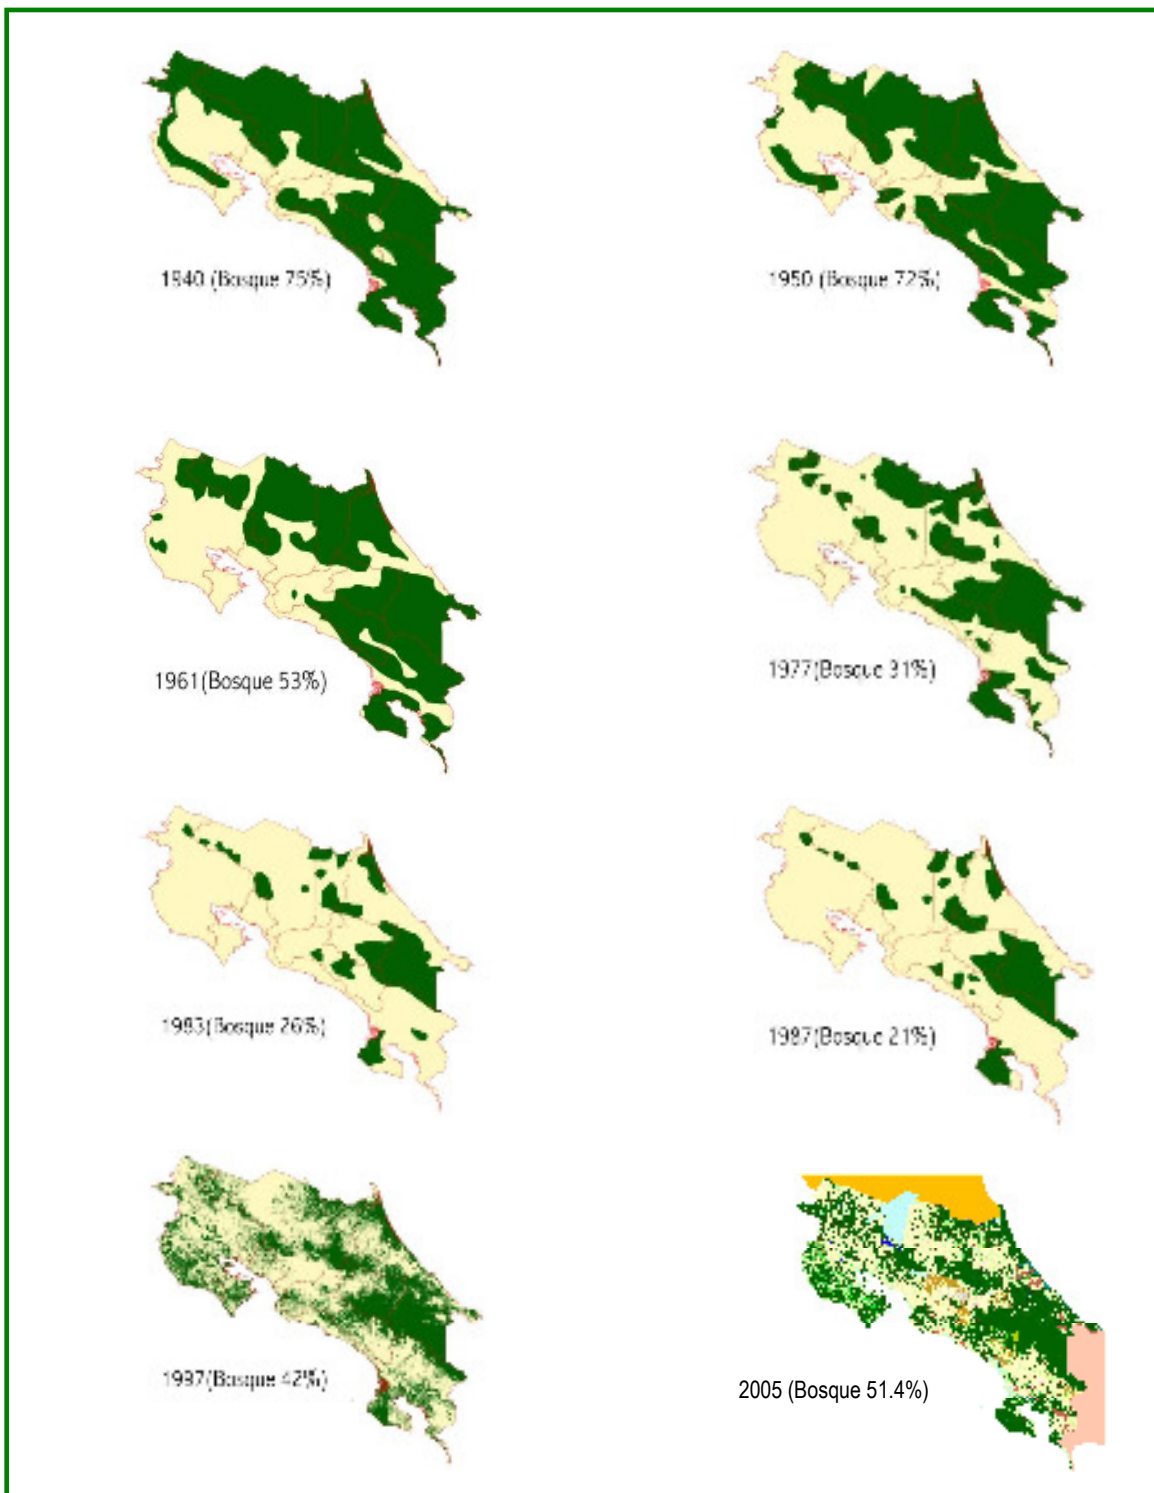 1940 (Bosque 75%)
1950 (Bosque 72%)
1961(Bosque 53%)
1977(Bosque 31%)
1983(Bosque 26%)
1987(Bosque 21%)
1997(Bosque 42%)
2005 (Bosque 51.4%)